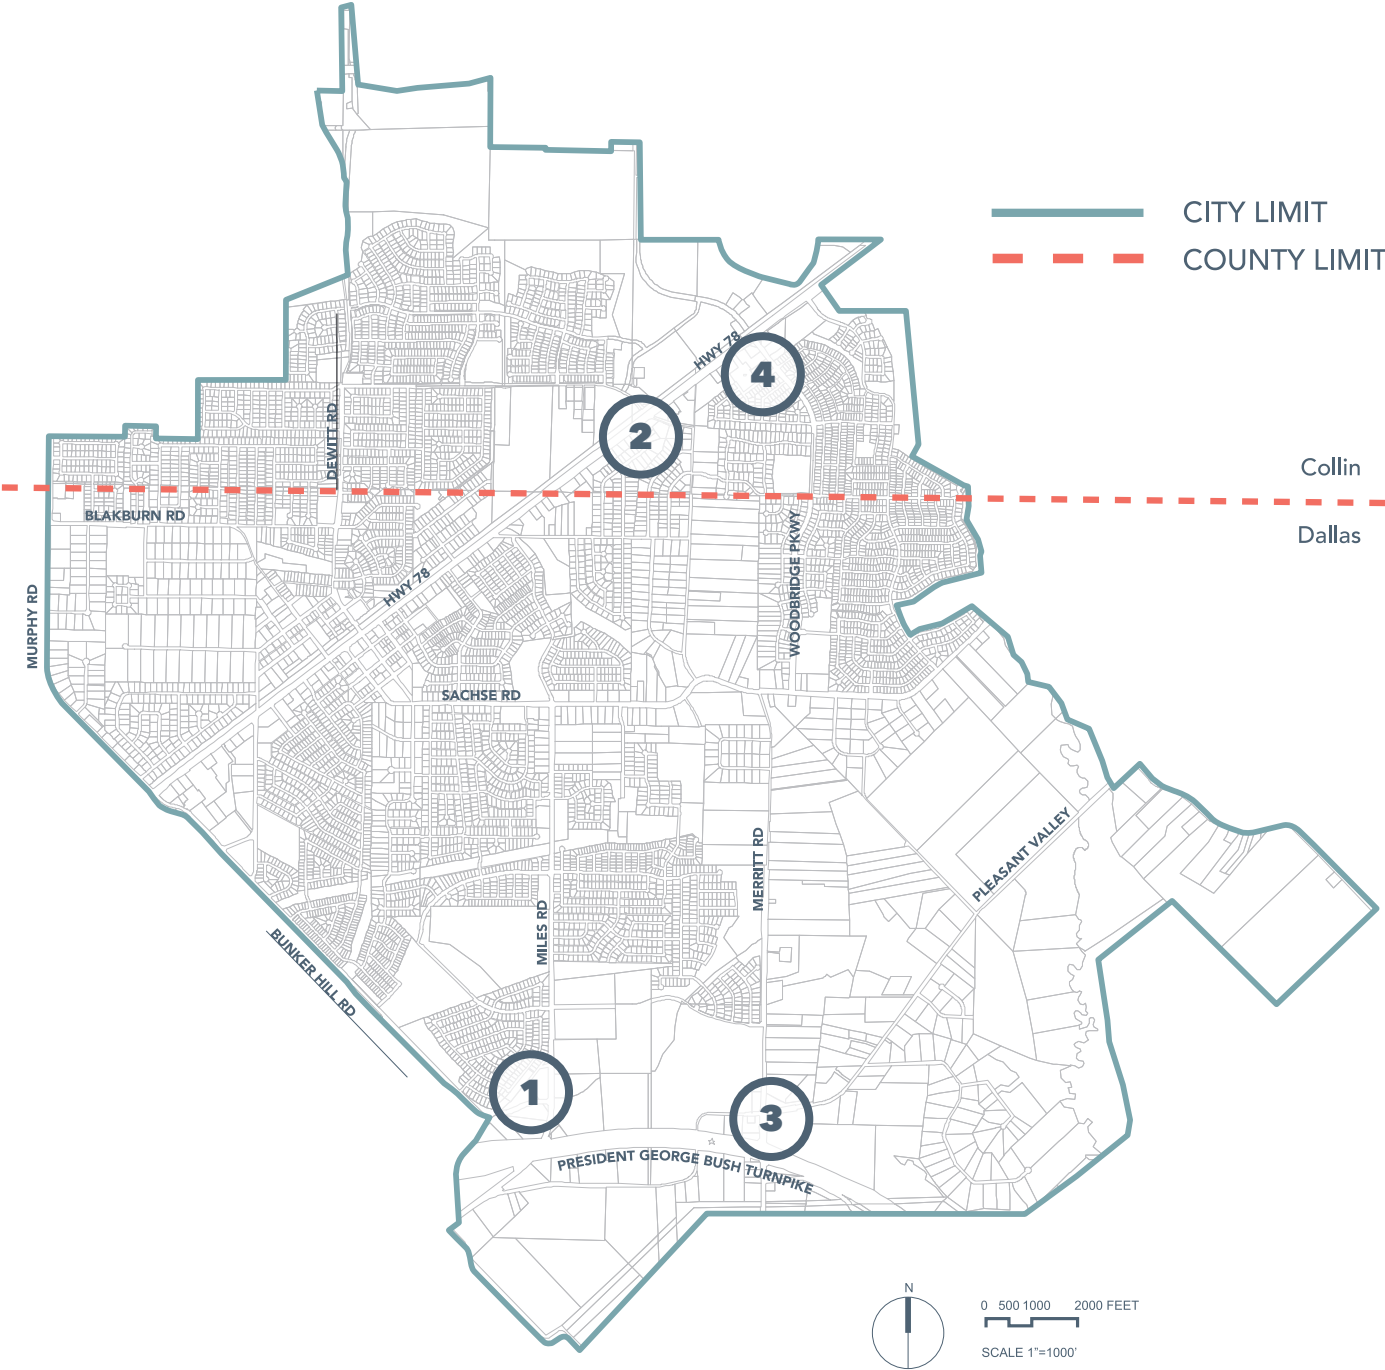 CITY LIMIT
COUNTY LIMIT
HWY 78
4
2
DEWITT RD
Collin
BLAKBURN RD
Dallas
WOODBRIDGE PKWY
HWY 78
MURPHY RD
SACHSE RD
MERRITT RD
PLEASANT VALLEY
MILES RD
BUNKER HILL RD
1
3
PRESIDENT GEORGE BUSH TURNPIKE
N
0 500 1000 2000 FEET
SCALE 1"=1000'